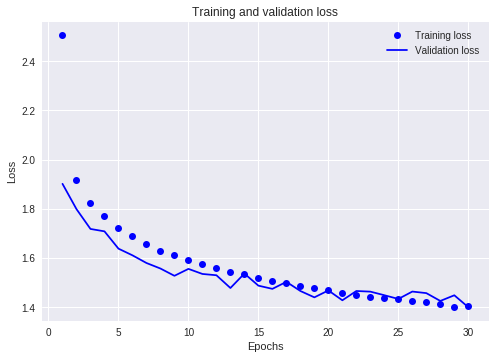 Training and validation loss
Training loss
Validation loss
2.4
2.2
2.0
1.8
1.6
1.4
Loss
0 5 10 15 20 25 30
Epochs